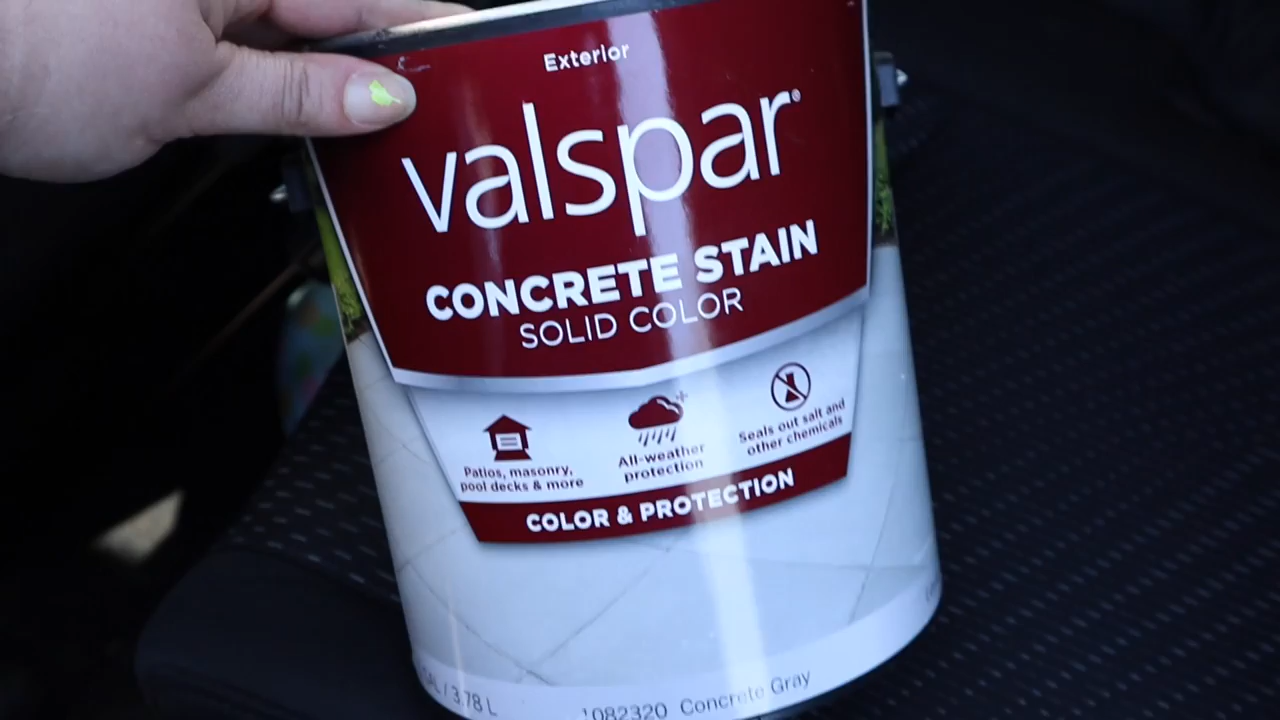 Exterior
valspar®
CONCRETE STAIN
SOLID COLOR
Patios, masonry,
pool decks & more
All-weather
protection
Seals out salt and
other chemicals
COLOR & PROTECTION
/ 3.78 L
1082320 Concrete Gray